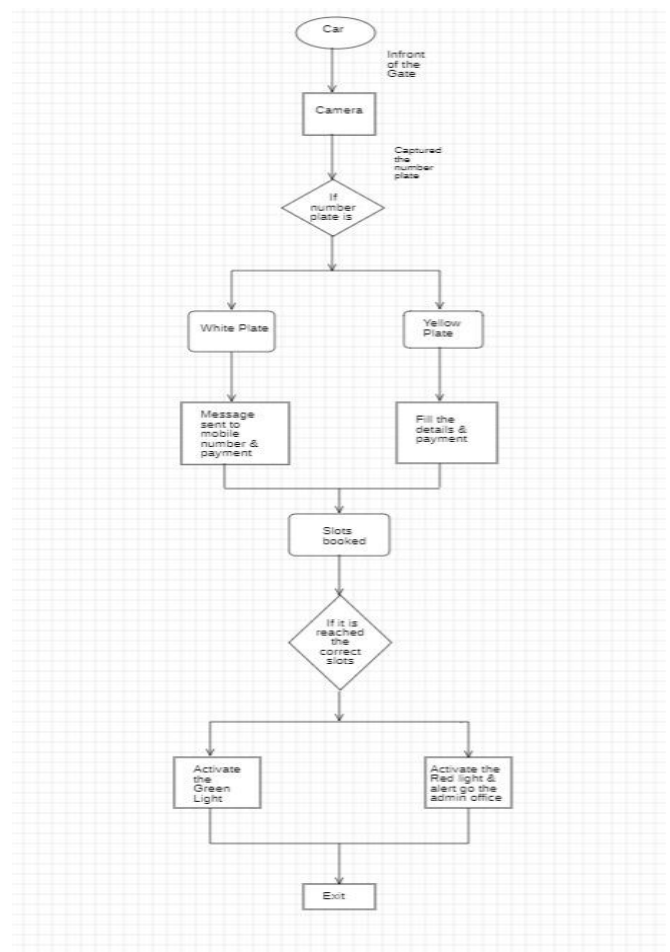 Car
Infront
of the
Gate
Camera
Captured
the
number
plate
If
number
plate is
White Plate
Yellow
Plate
Message
sent to
mobile
number &
payment
Fill the
details &
payment
Slots
booked
If it is
reached
the
correct
slots
Activate
the
Green
Light
Activate the
Red light &
alert go the
admin office
Exit